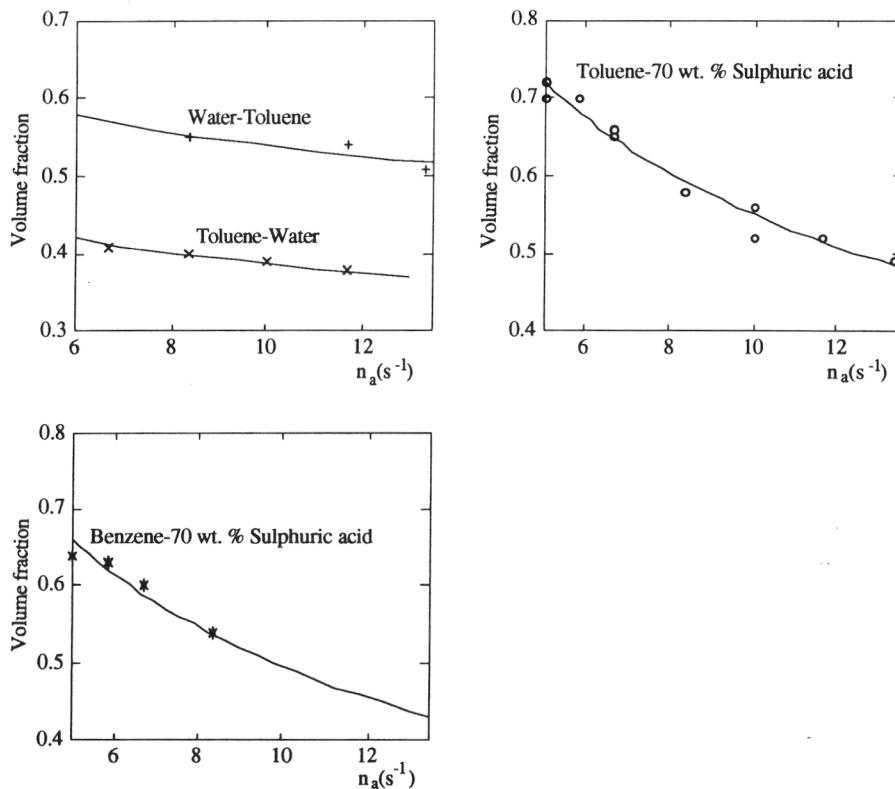 0.7
0.6
0.5
0.4
0.3
Volume fraction
Water-Toluene
Toluene-Water
6
8
10
12
n_a(s^-1)
0.8
0.7
0.6
0.5
0.4
Volume fraction
Toluene-70 wt. % Sulphuric acid
6
8
10
12
n_a(s^-1)
0.8
0.7
0.6
0.5
0.4
Volume fraction
Benzene-70 wt. % Sulphuric acid
6
8
10
12
n_a(s^-1)